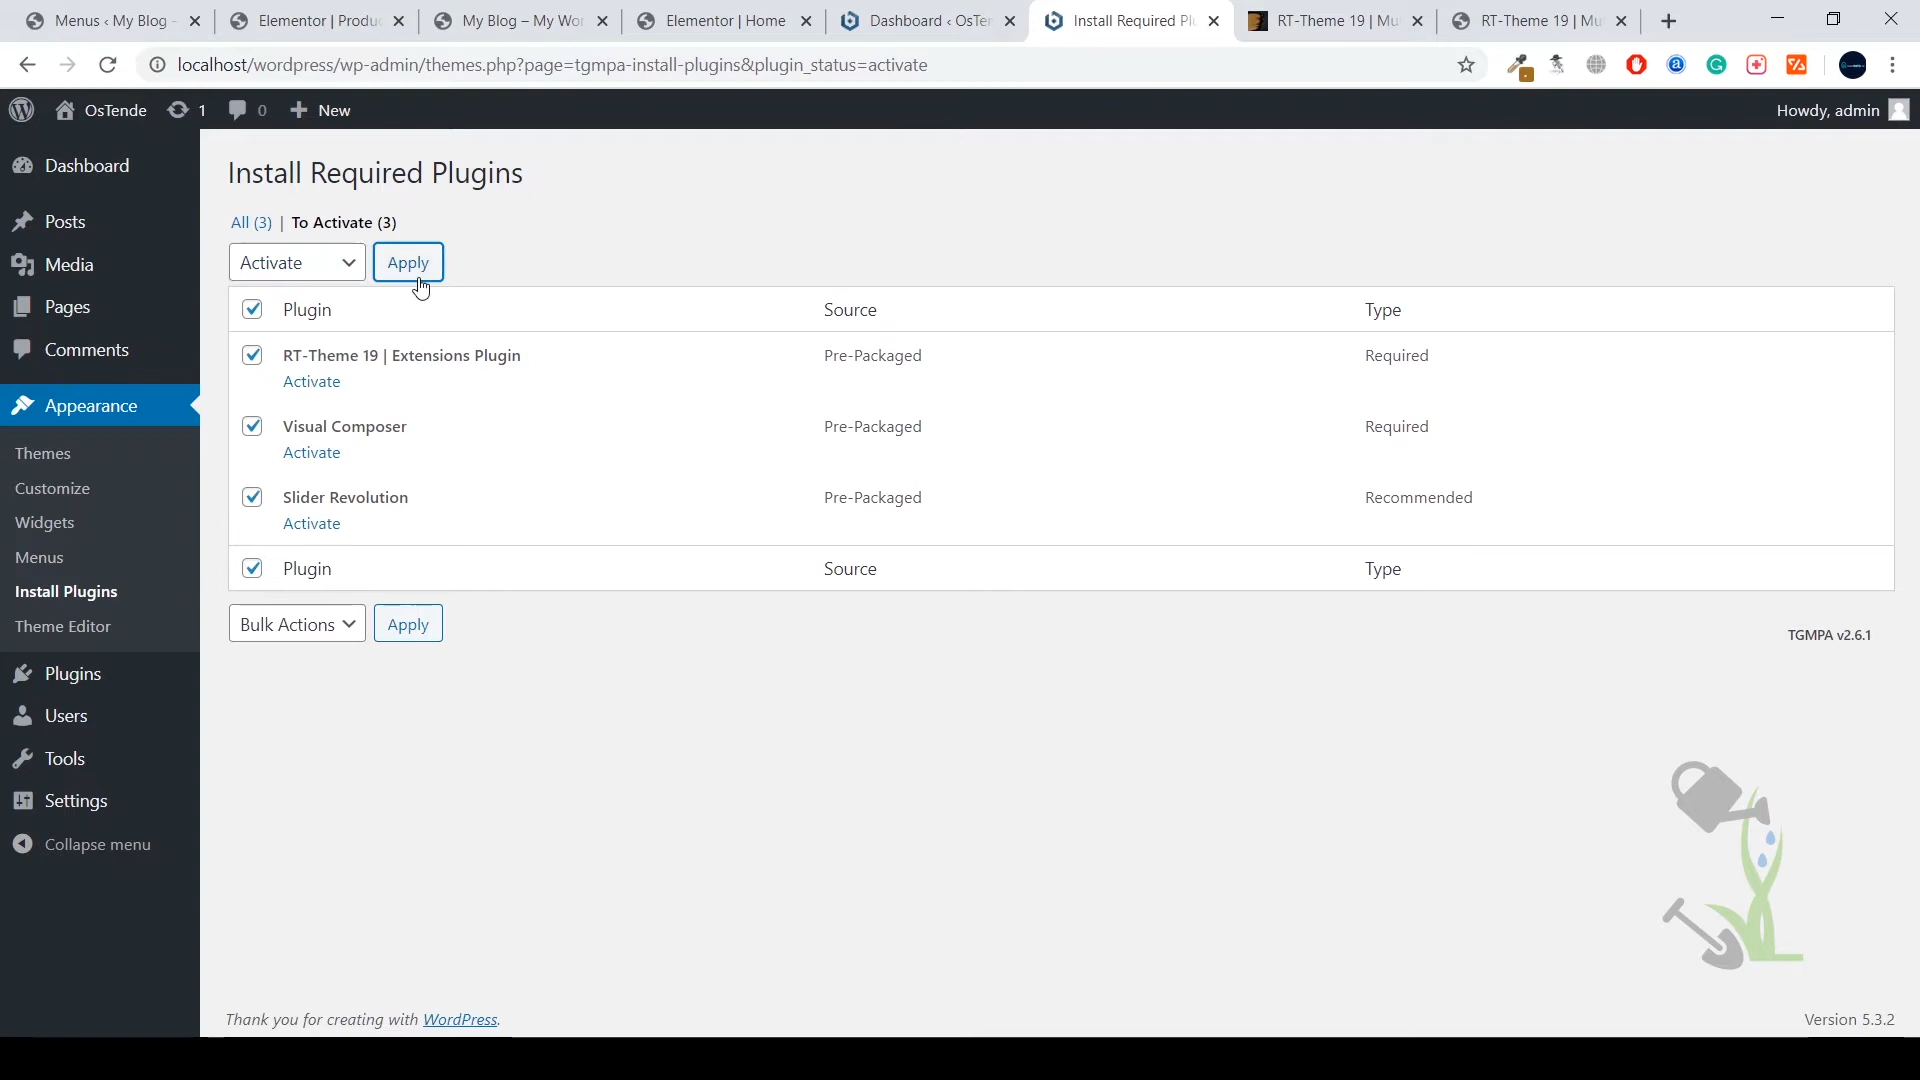 Menus ‹ My Blog -
Elementor | Produ
My Blog – My Wor
Elementor | Home
Dashboard ‹ OsTen
Install Required Pl
RT-Theme 19 | Mu
RT-Theme 19 | Mu
localhost/wordpress/wp-admin/themes.php?page=tgmpa-install-plugins&plugin_status=activate
OsTende
1
0
New
Howdy, admin
Dashboard
Posts
Media
Pages
Comments
Appearance
Themes
Customize
Widgets
Menus
Install Plugins
Theme Editor
Plugins
Users
Tools
Settings
Collapse menu
Install Required Plugins
All (3) | To Activate (3)
Activate
Apply
Plugin Source Type
RT-Theme 19 | Extensions Plugin Pre-Packaged Required
Activate
Visual Composer Pre-Packaged Required
Activate
Slider Revolution Pre-Packaged Recommended
Activate
Plugin Source Type
Bulk Actions
Apply
TGMPA v2.6.1
Thank you for creating with WordPress.
Version 5.3.2